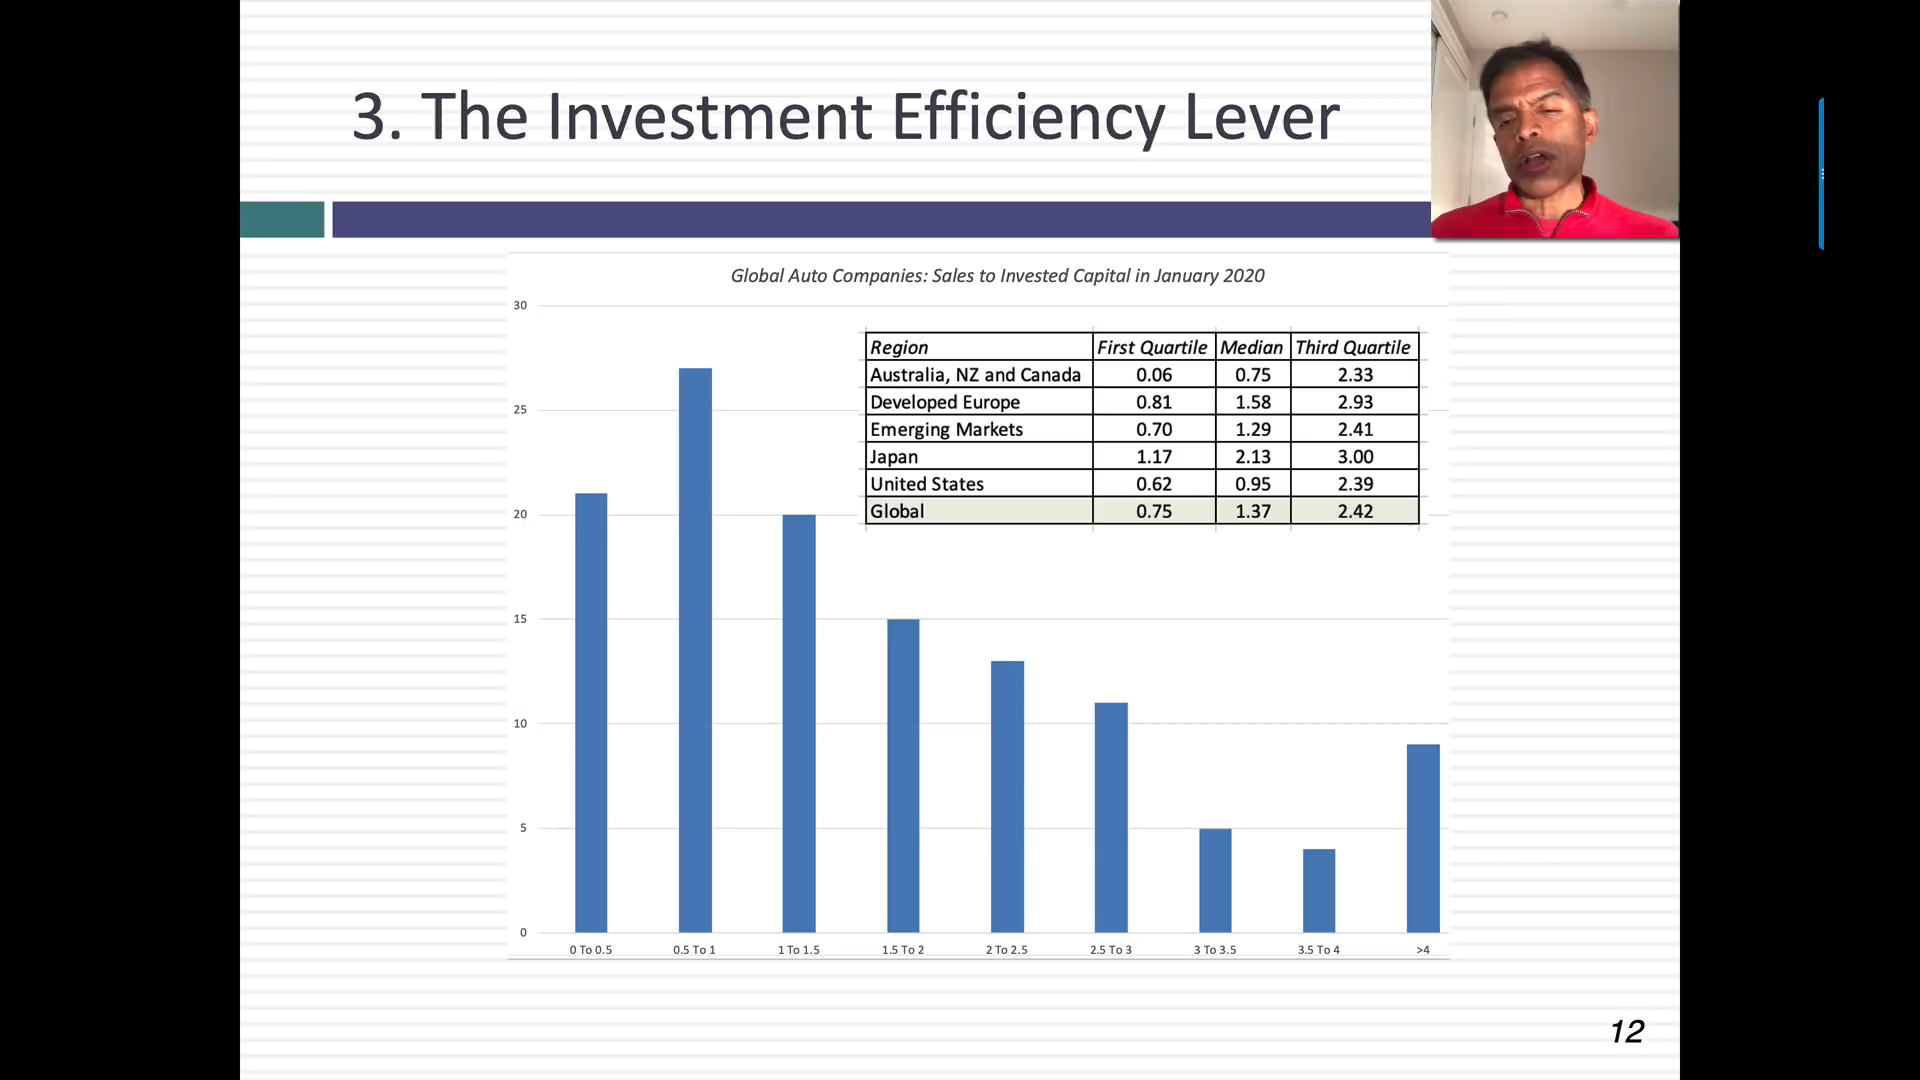 3. The Investment Efficiency Lever
Global Auto Companies: Sales to Invested Capital in January 2020
30
25
20
15
10
5
0
Region First Quartile Median Third Quartile
Australia, NZ and Canada 0.06 0.75 2.33
Developed Europe 0.81 1.58 2.93
Emerging Markets 0.70 1.29 2.41
Japan 1.17 2.13 3.00
United States 0.62 0.95 2.39
Global 0.75 1.37 2.42
0 To 0.5 0.5 To 1 1 To 1.5 1.5 To 2 2 To 2.5 2.5 To 3 3 To 3.5 3.5 To 4 >4
12